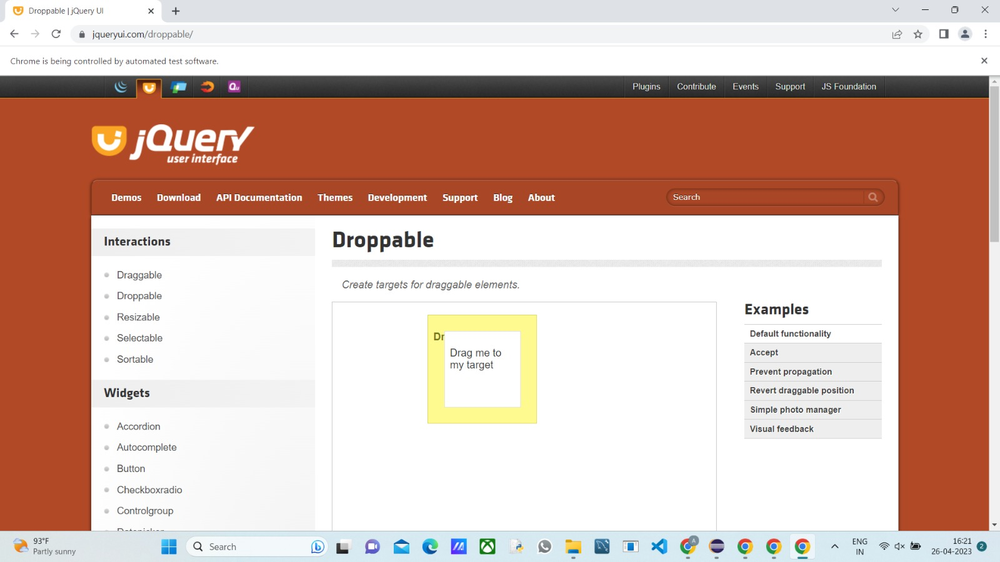 Droppable | jQuery UI
jqueryui.com/droppable/
Chrome is being controlled by automated test software.
Plugins
Contribute
Events
Support
JS Foundation
jQuery
user interface
Demos
Download
API Documentation
Themes
Development
Support
Blog
About
Search
Interactions
Draggable
Droppable
Resizable
Selectable
Sortable
Widgets
Accordion
Autocomplete
Button
Checkboxradio
Controlgroup
Droppable
Create targets for draggable elements.
Dr
Drag me to
my target
Examples
Default functionality
Accept
Prevent propagation
Revert draggable position
Simple photo manager
Visual feedback
93°F
Partly sunny
Search
A
ENG
IN
16:21
26-04-2023
2